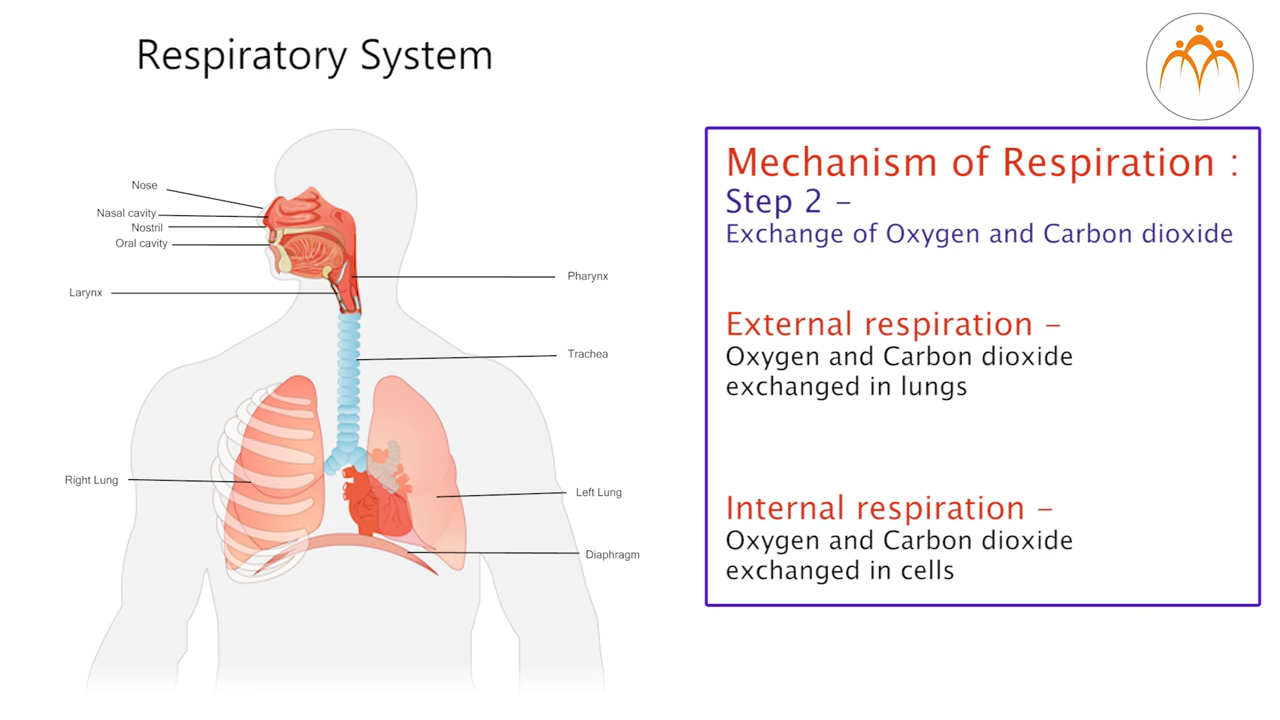 Respiratory System
Nose
Nasal cavity
Nostril
Oral cavity
Larynx
Pharynx
Trachea
Right Lung
Left Lung
Diaphragm
Mechanism of Respiration :
Step 2 –
Exchange of Oxygen and Carbon dioxide
External respiration –
Oxygen and Carbon dioxide
exchanged in lungs
Internal respiration –
Oxygen and Carbon dioxide
exchanged in cells